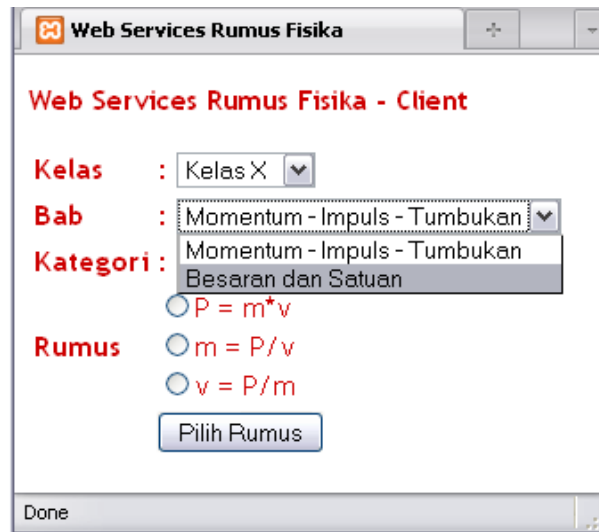 Web Services Rumus Fisika
Web Services Rumus Fisika - Client
Kelas : Kelas X
Bab : Momentum - Impuls - Tumbukan
Momentum - Impuls - Tumbukan
Kategori :
Besaran dan Satuan
P = m*v
Rumus m = P/v
v = P/m
Pilih Rumus
Done